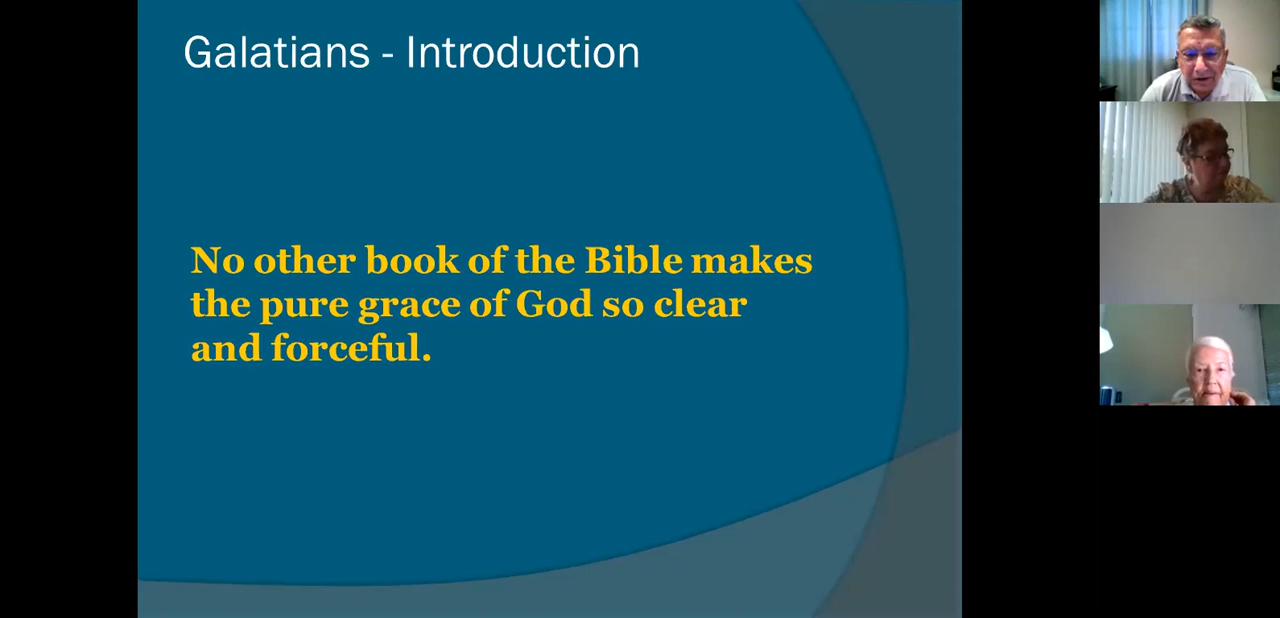 Galatians - Introduction
No other book of the Bible makes
the pure grace of God so clear
and forceful.